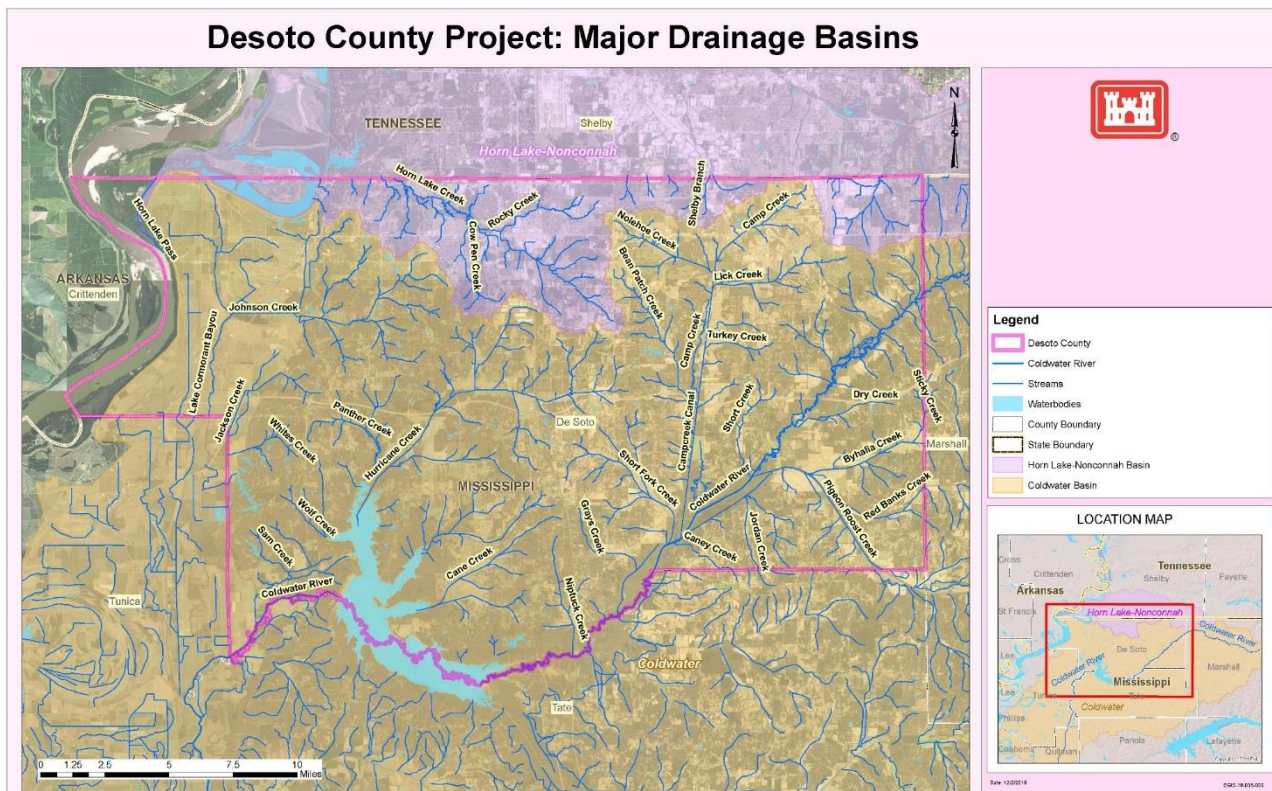 Desoto County Project: Major Drainage Basins
N
TENNESSEE
Shelby
Horn Lake-Nonconnah
Horn Lake Creek
Rocky Creek
Cow Pen Creek
Horn Lake Pass
Shelby Branch
Nolehoe Creek
Camp Creek
Bean Patch Creek
Lick Creek
ARKANSAS
Crittenden
Johnson Creek
Lake Cormorant Bayou
Camp Creek
Turkey Creek
Jackson Creek
Panther Creek
Whites Creek
Hurricane Creek
De Soto
Campcreek Canal
Short Creek
Dry Creek
Sticky Creek
Marshall
Byhalia Creek
MISSISSIPPI
Short Fork Creek
Coldwater River
Pigeon Roost Creek
Red Banks Creek
Wolf Creek
Sam Creek
Grays Creek
Jordan Creek
Caney Creek
Cane Creek
Coldwater River
Niptuck Creek
Tunica
Coldwater
Tate
0 1.25 2.5 5 7.5 10
Miles
®
Legend
Desoto County
Coldwater River
Streams
Waterbodies
County Boundary
State Boundary
Horn Lake-Nonconnah Basin
Coldwater Basin
LOCATION MAP
Cross
Crittenden
Tennessee
Shelby
Fayette
Arkansas
St Francis
Horn Lake-Nonconnah
Coldwater River
Lee
De Soto
Marshall
Coldwater River
Mississippi
Lee
Tunica
Tate
Coldwater
Phillips
Panola
Lafayette
Coahoma
Quitman